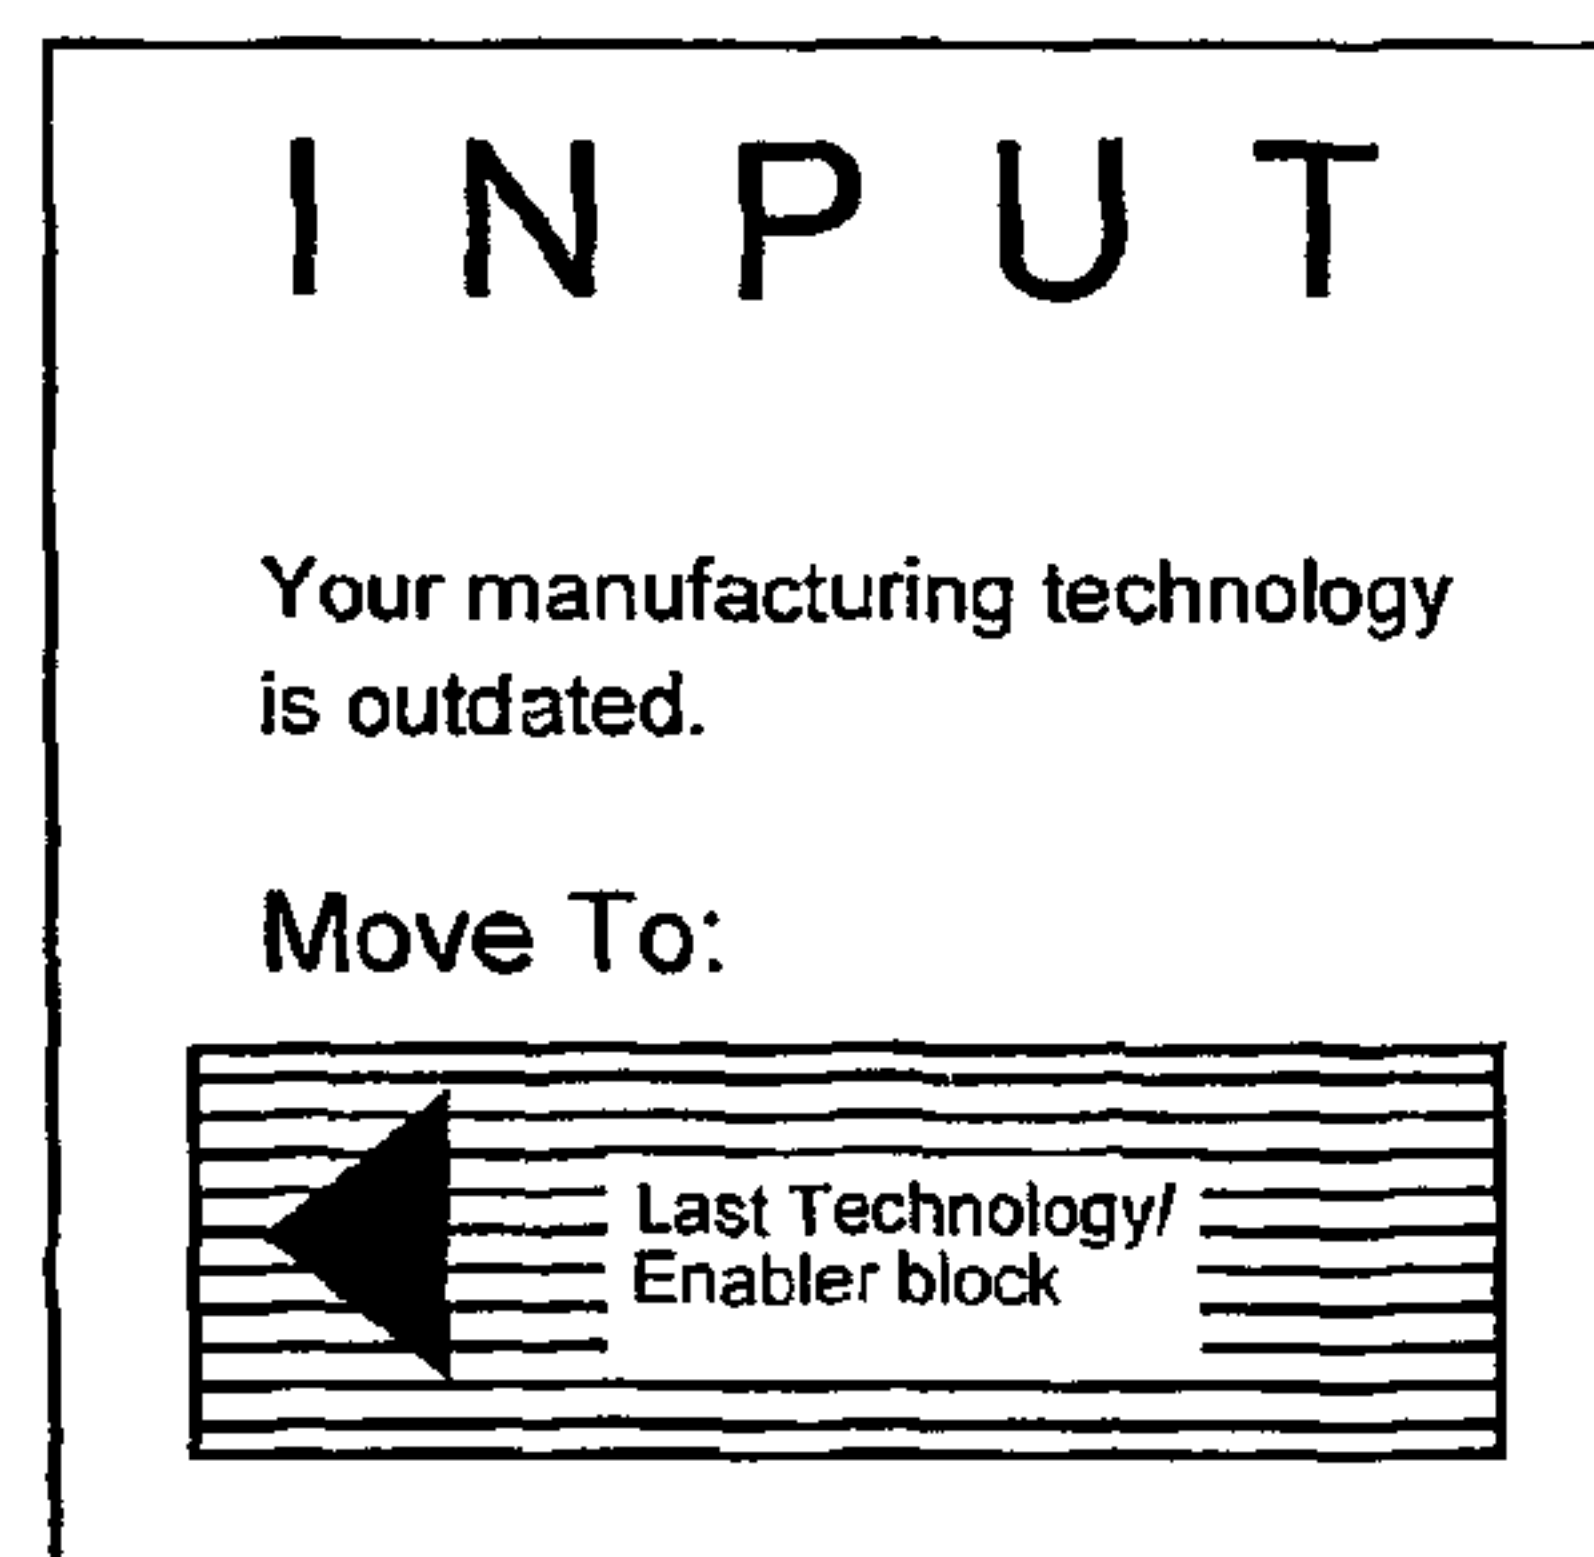 INPUT
Your manufacturing technology
is outdated.
Move To:
Last Technology/
Enabler block